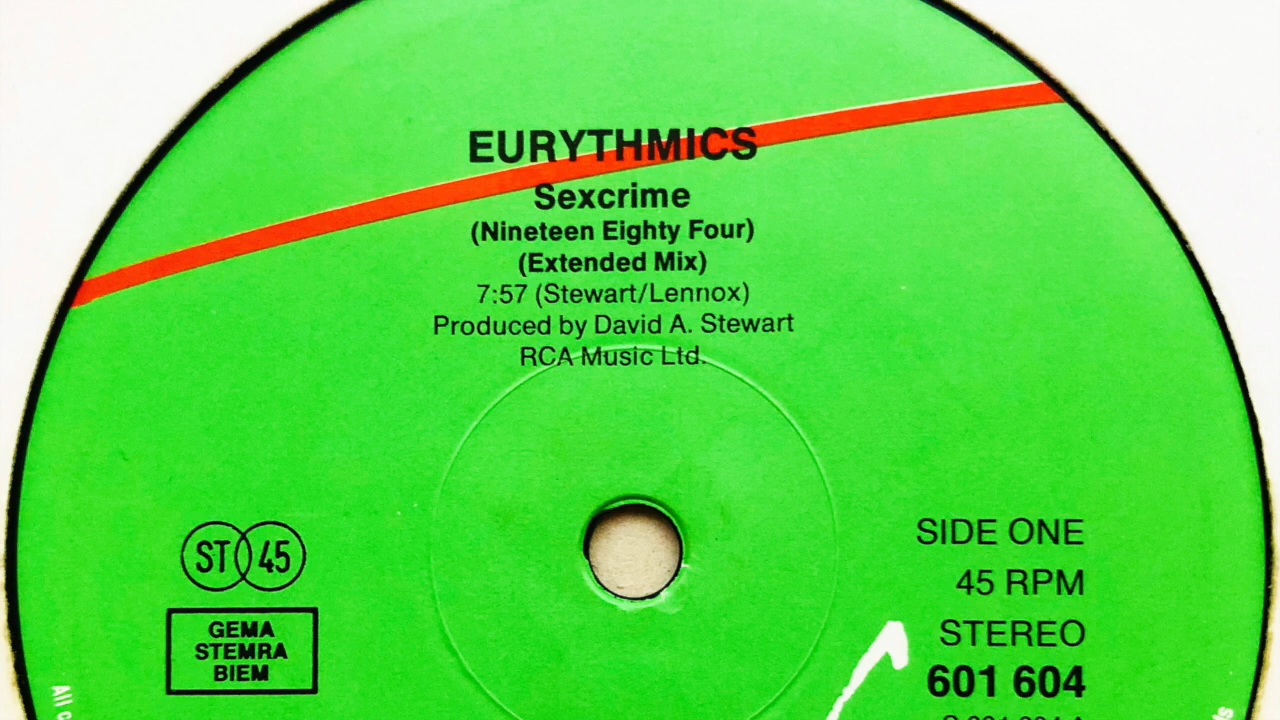 EURYTHMICS
Sexcrime
(Nineteen Eighty Four)
(Extended Mix)
7:57 (Stewart/Lennox)
Produced by David A. Stewart
RCA Music Ltd.
ST 45
GEMA
STEMRA
BIEM
SIDE ONE
45 RPM
STEREO
601 604
All